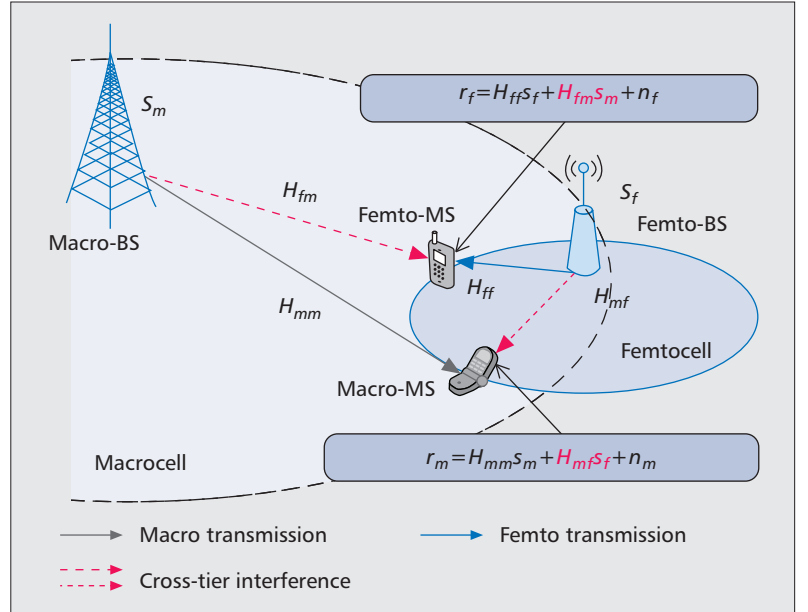 r_f=H_ff s_f+H_fm s_m+n_f
S_m
H_fm
Femto-MS
S_f
Femto-BS
Macro-BS
H_ff
H_mf
H_mm
Femtocell
Macro-MS
Macrocell
r_m=H_mm s_m+H_mf s_f+n_m
Macro transmission
Femto transmission
Cross-tier interference